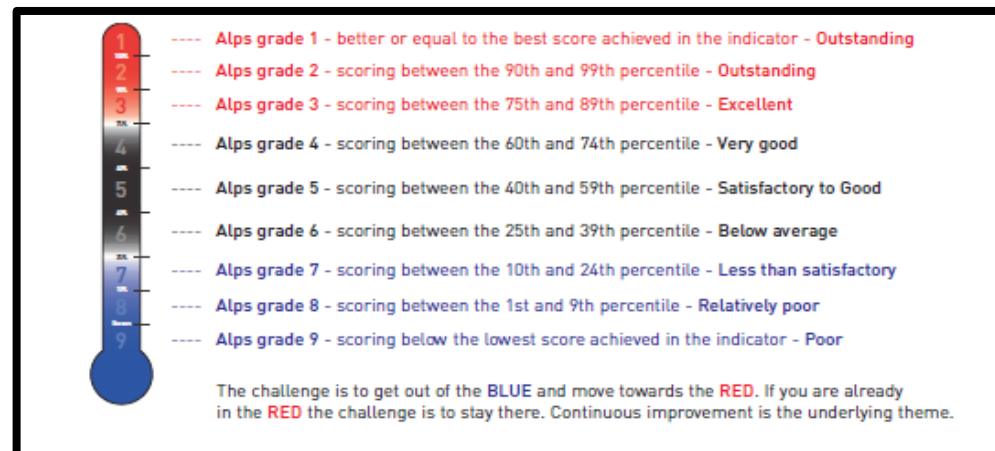 1
---- Alps grade 1 - better or equal to the best score achieved in the indicator - Outstanding
2
---- Alps grade 2 - scoring between the 90th and 99th percentile - Outstanding
3
---- Alps grade 3 - scoring between the 75th and 89th percentile - Excellent
4
---- Alps grade 4 - scoring between the 60th and 74th percentile - Very good
5
---- Alps grade 5 - scoring between the 40th and 59th percentile - Satisfactory to Good
6
---- Alps grade 6 - scoring between the 25th and 39th percentile - Below average
7
---- Alps grade 7 - scoring between the 10th and 24th percentile - Less than satisfactory
8
---- Alps grade 8 - scoring between the 1st and 9th percentile - Relatively poor
9
---- Alps grade 9 - scoring below the lowest score achieved in the indicator - Poor
The challenge is to get out of the BLUE and move towards the RED. If you are already
in the RED the challenge is to stay there. Continuous improvement is the underlying theme.